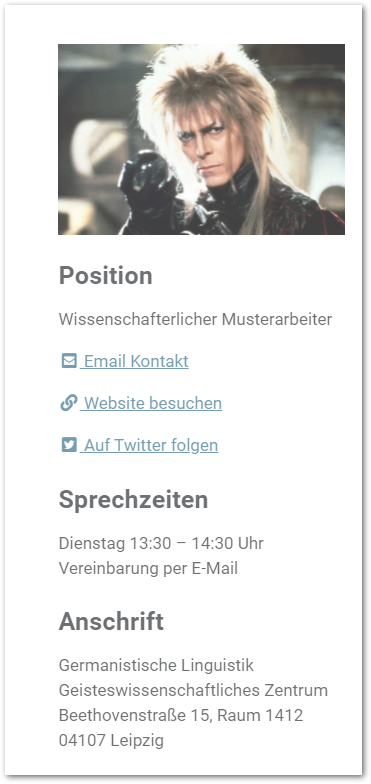 Position
Wissenschafterlicher Musterarbeiter
Email Kontakt
Website besuchen
Auf Twitter folgen
Sprechzeiten
Dienstag 13:30 – 14:30 Uhr
Vereinbarung per E-Mail
Anschrift
Germanistische Linguistik
Geisteswissenschaftliches Zentrum
Beethovenstraße 15, Raum 1412
04107 Leipzig